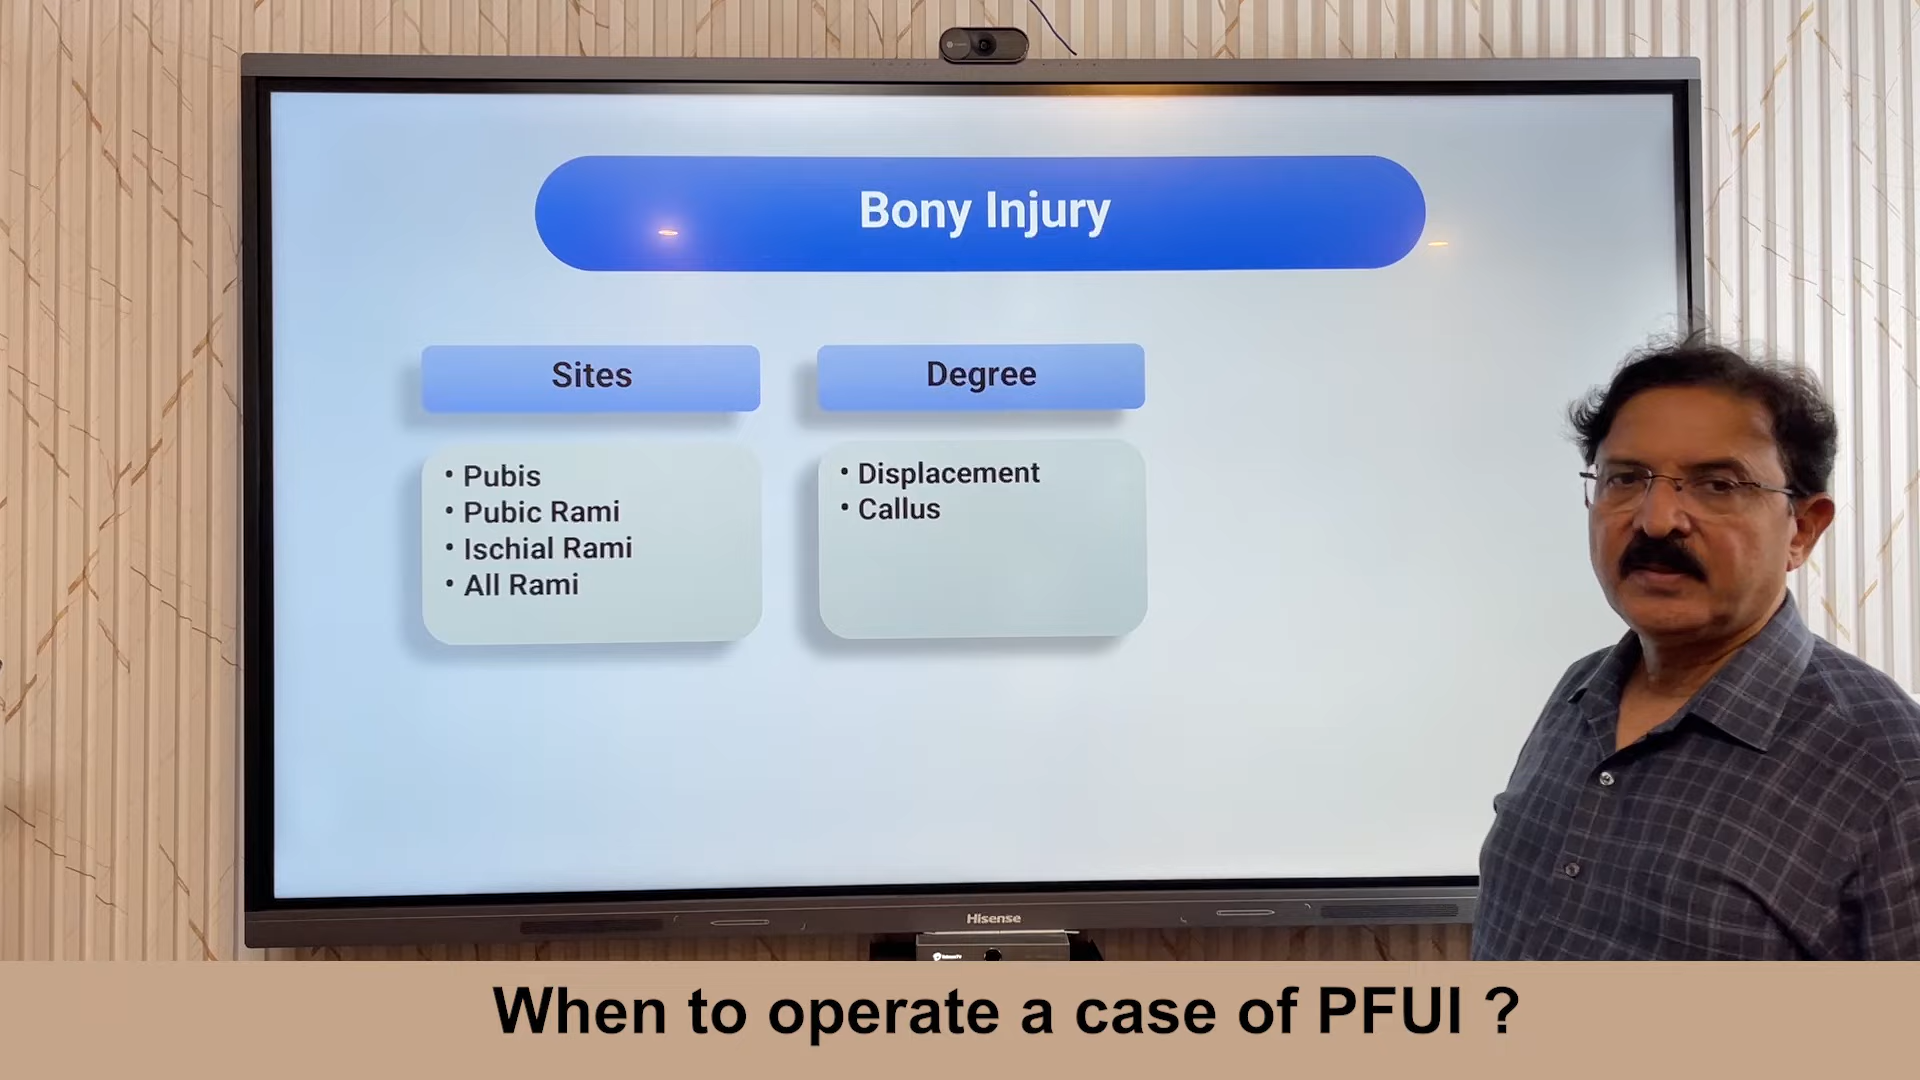 Bony Injury
Sites
• Pubis
• Pubic Rami
• Ischial Rami
• All Rami
Degree
• Displacement
• Callus
Hisense
When to operate a case of PFUI ?